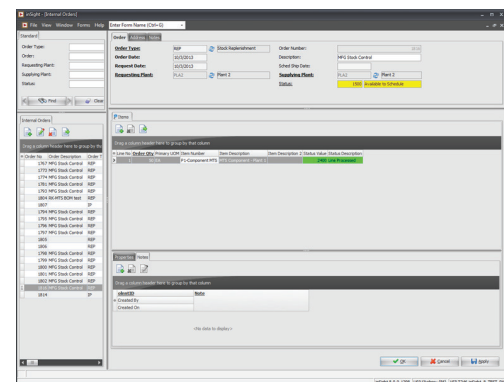 inSight - [Internal Orders]
File View Window Forms Help Enter Form Name (Ctrl+G)
Standard
Order Type:
Order:
Requesting Plant:
Supplying Plant:
Status:
Find Clear
Order Address Notes
Order Type: REP Stock Replenishment Order Number:
Order Date: 10/3/2013 Description: MFG Stock Control
Request Date: 10/3/2013 Sched Ship Date:
Requesting Plant: PLA2 Plant 2 Supplying Plant: PLA2 Plant 2
Status: Available to Schedule
Internal Orders
Drag a column header here to group by this
Order No Order Description Order T
1767 MFG Stock Control REP
1772 MFG Stock Control REP
1774 MFG Stock Control REP
1781 MFG Stock Control REP
1793 MFG Stock Control REP
1804 RX-MTS BOM test REP
1807 IP
1794 MFG Stock Control REP
1795 MFG Stock Control REP
1796 MFG Stock Control REP
1797 MFG Stock Control REP
1805 REP
1806 REP
1798 MFG Stock Control REP
1799 MFG Stock Control REP
1800 MFG Stock Control REP
1801 MFG Stock Control REP
1802 MFG Stock Control REP
MFG Stock Control REP
1814 IP
Items
Drag a column header here to group by that column
Line No Order Qty Primary UOM Item Number Item Description Item Description 2 Status Value Status Description
P1-Component MTS MTS Component - Plant 1 Line Processed
Properties Notes
Drag a column header here to group by that column
identID Note
Created By
Created On
<No data to display>
OK Cancel Apply